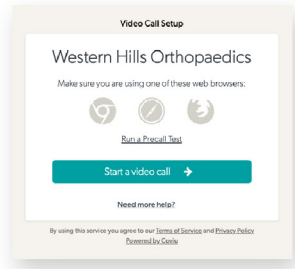 Video Call Setup
Western Hills Orthopaedics
Make sure you are using one of these web browsers:
Run a Precall Test
Start a video call
Need more help?
By using this service you agree to our Terms of Service and Privacy Policy
Powered by Coviu